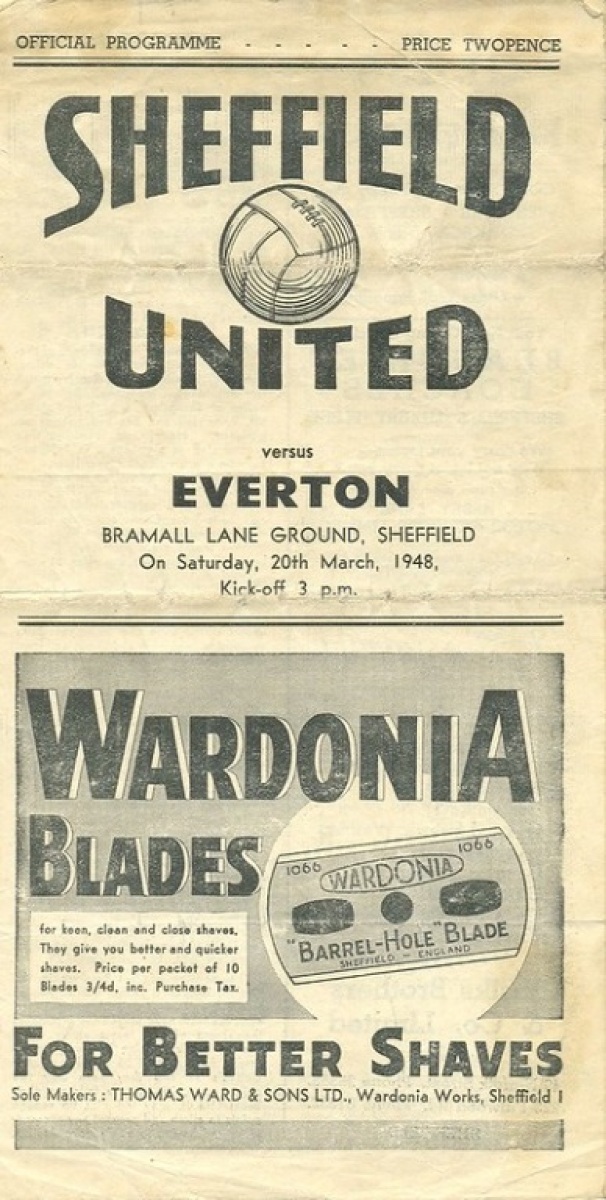 OFFICIAL PROGRAMME - - - - - PRICE TWOPENCE
SHEFFIELD
UNITED
versus
EVERTON
BRAMALL LANE GROUND, SHEFFIELD
On Saturday, 20th March, 1948,
Kick-off 3 p.m.
WARDONIA
BLADES
1066 WARDONIA 1066
"BARREL-HOLE" BLADE
SHEFFIELD - ENGLAND
for keen, clean and close shaves.
They give you better and quicker
shaves. Price per packet of 10
Blades 3/4d, inc. Purchase Tax.
FOR BETTER SHAVES
Sole Makers : THOMAS WARD & SONS LTD., Wardonia Works, Sheffield 1